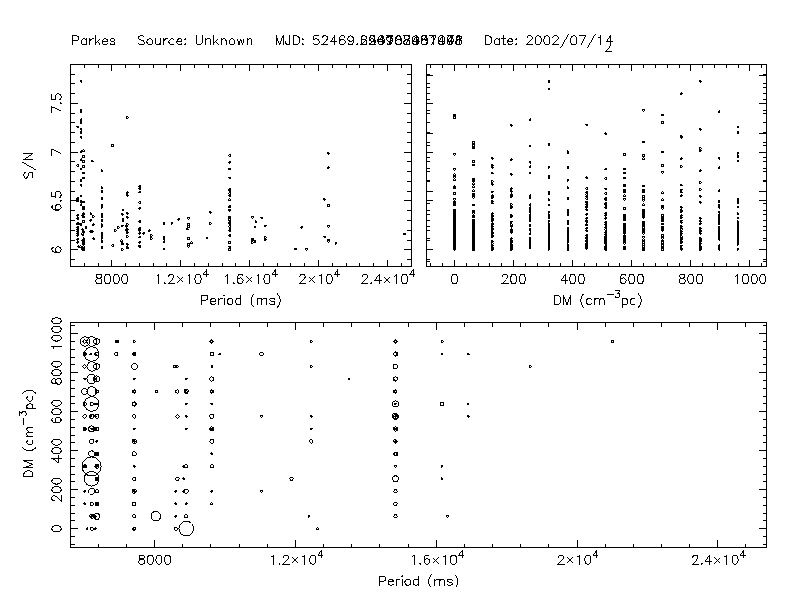 Parkes Source: Unknown MJD: 52469. Date: 2002/07/14
2
7.5
7
6.5
6
S/N
8000 1.2×10⁴ 1.6×10⁴ 2×10⁴ 2.4×10⁴
Period (ms)
0 200 400 600 800 1000
DM (cm⁻³pc)
1000
800
600
400
200
0
DM (cm⁻³pc)
8000 1.2×10⁴ 1.6×10⁴ 2×10⁴ 2.4×10⁴
Period (ms)